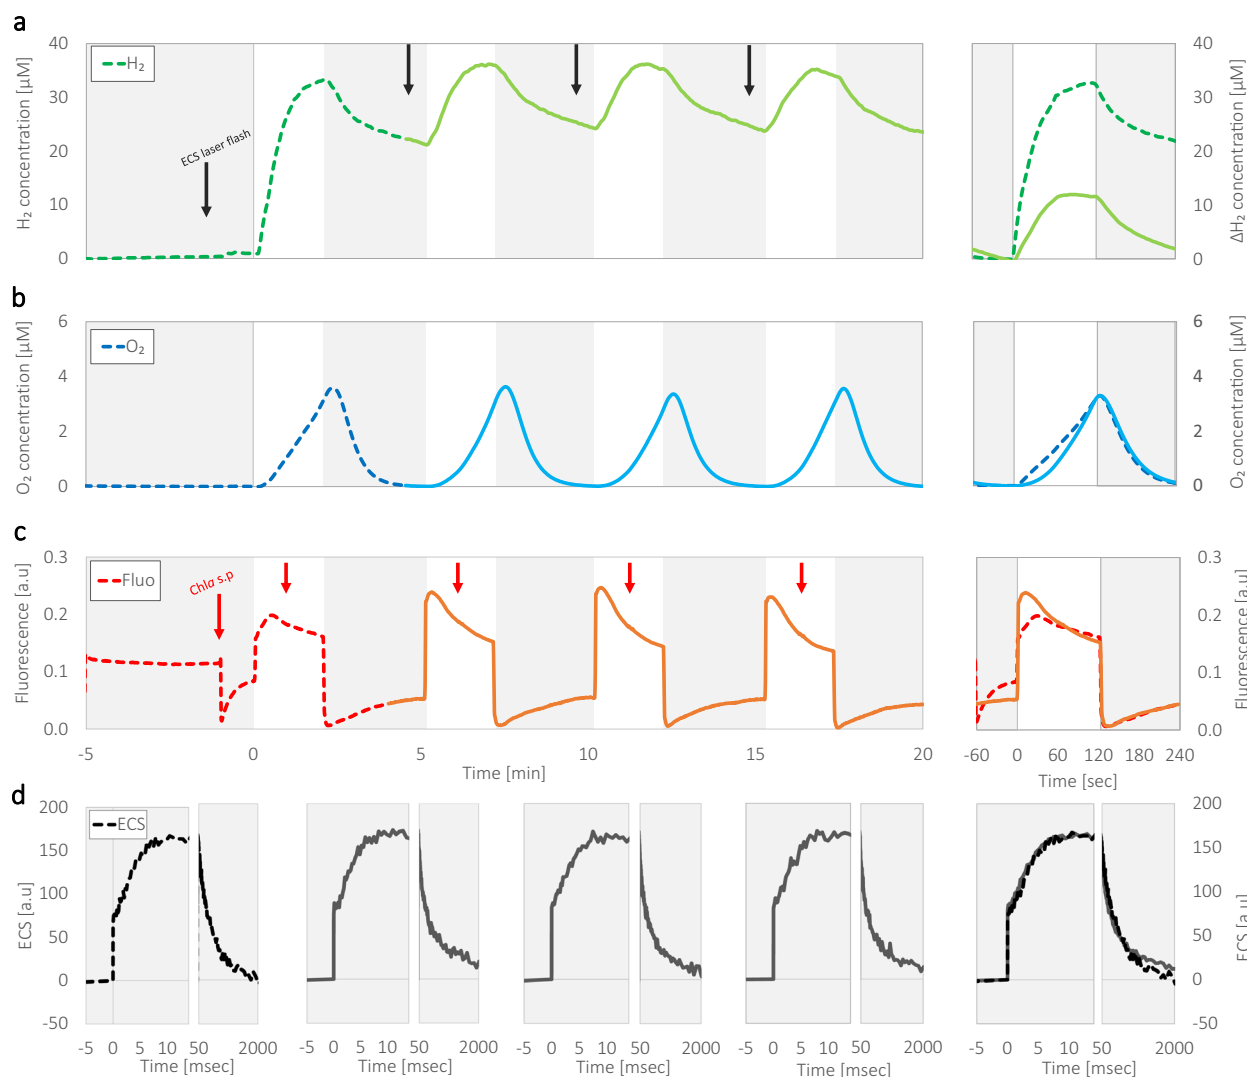 a
40
30
20
10
0
H₂ concentration [µM]
H₂
ECS laser flash
40
30
20
10
0
ΔH₂ concentration [µM]
b
6
4
2
0
O₂ concentration [µM]
O₂
6
4
2
0
O₂ concentration [µM]
c
0.3
0.2
0.1
0.0
Fluorescence [a.u]
Fluo
Chla s.p
-5 0 5 10 15 20
Time [min]
0.3
0.2
0.1
0.0
Fluorescence [a.u]
-60 0 60 120 180 240
Time [sec]
d
200
150
100
50
0
-50
ECS [a.u]
ECS
-5 0 5 10 50 2000
Time [msec]
-5 0 5 10 50 2000
Time [msec]
-5 0 5 10 50 2000
Time [msec]
-5 0 5 10 50 2000
Time [msec]
200
150
100
50
0
-50
ECS [a.u]
-5 0 5 10 50 2000
Time [msec]